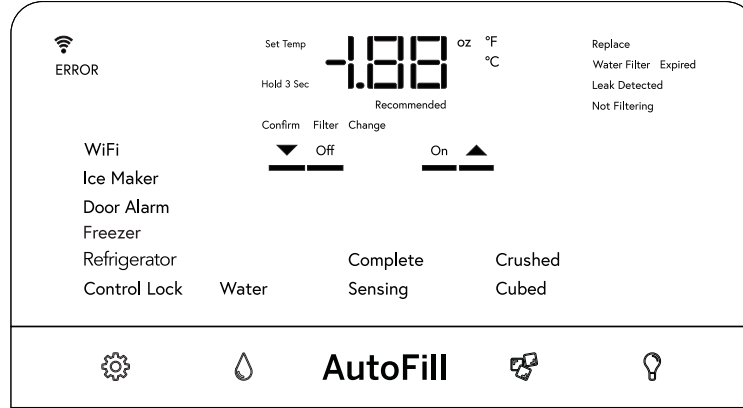 Set Temp
-1.88 oz °F
°C
Replace
Water Filter Expired
Leak Detected
Not Filtering
ERROR
Hold 3 Sec
Recommended
Confirm Filter Change
WiFi
Off
On
Ice Maker
Door Alarm
Freezer
Refrigerator
Complete
Crushed
Control Lock
Water
Sensing
Cubed
AutoFill